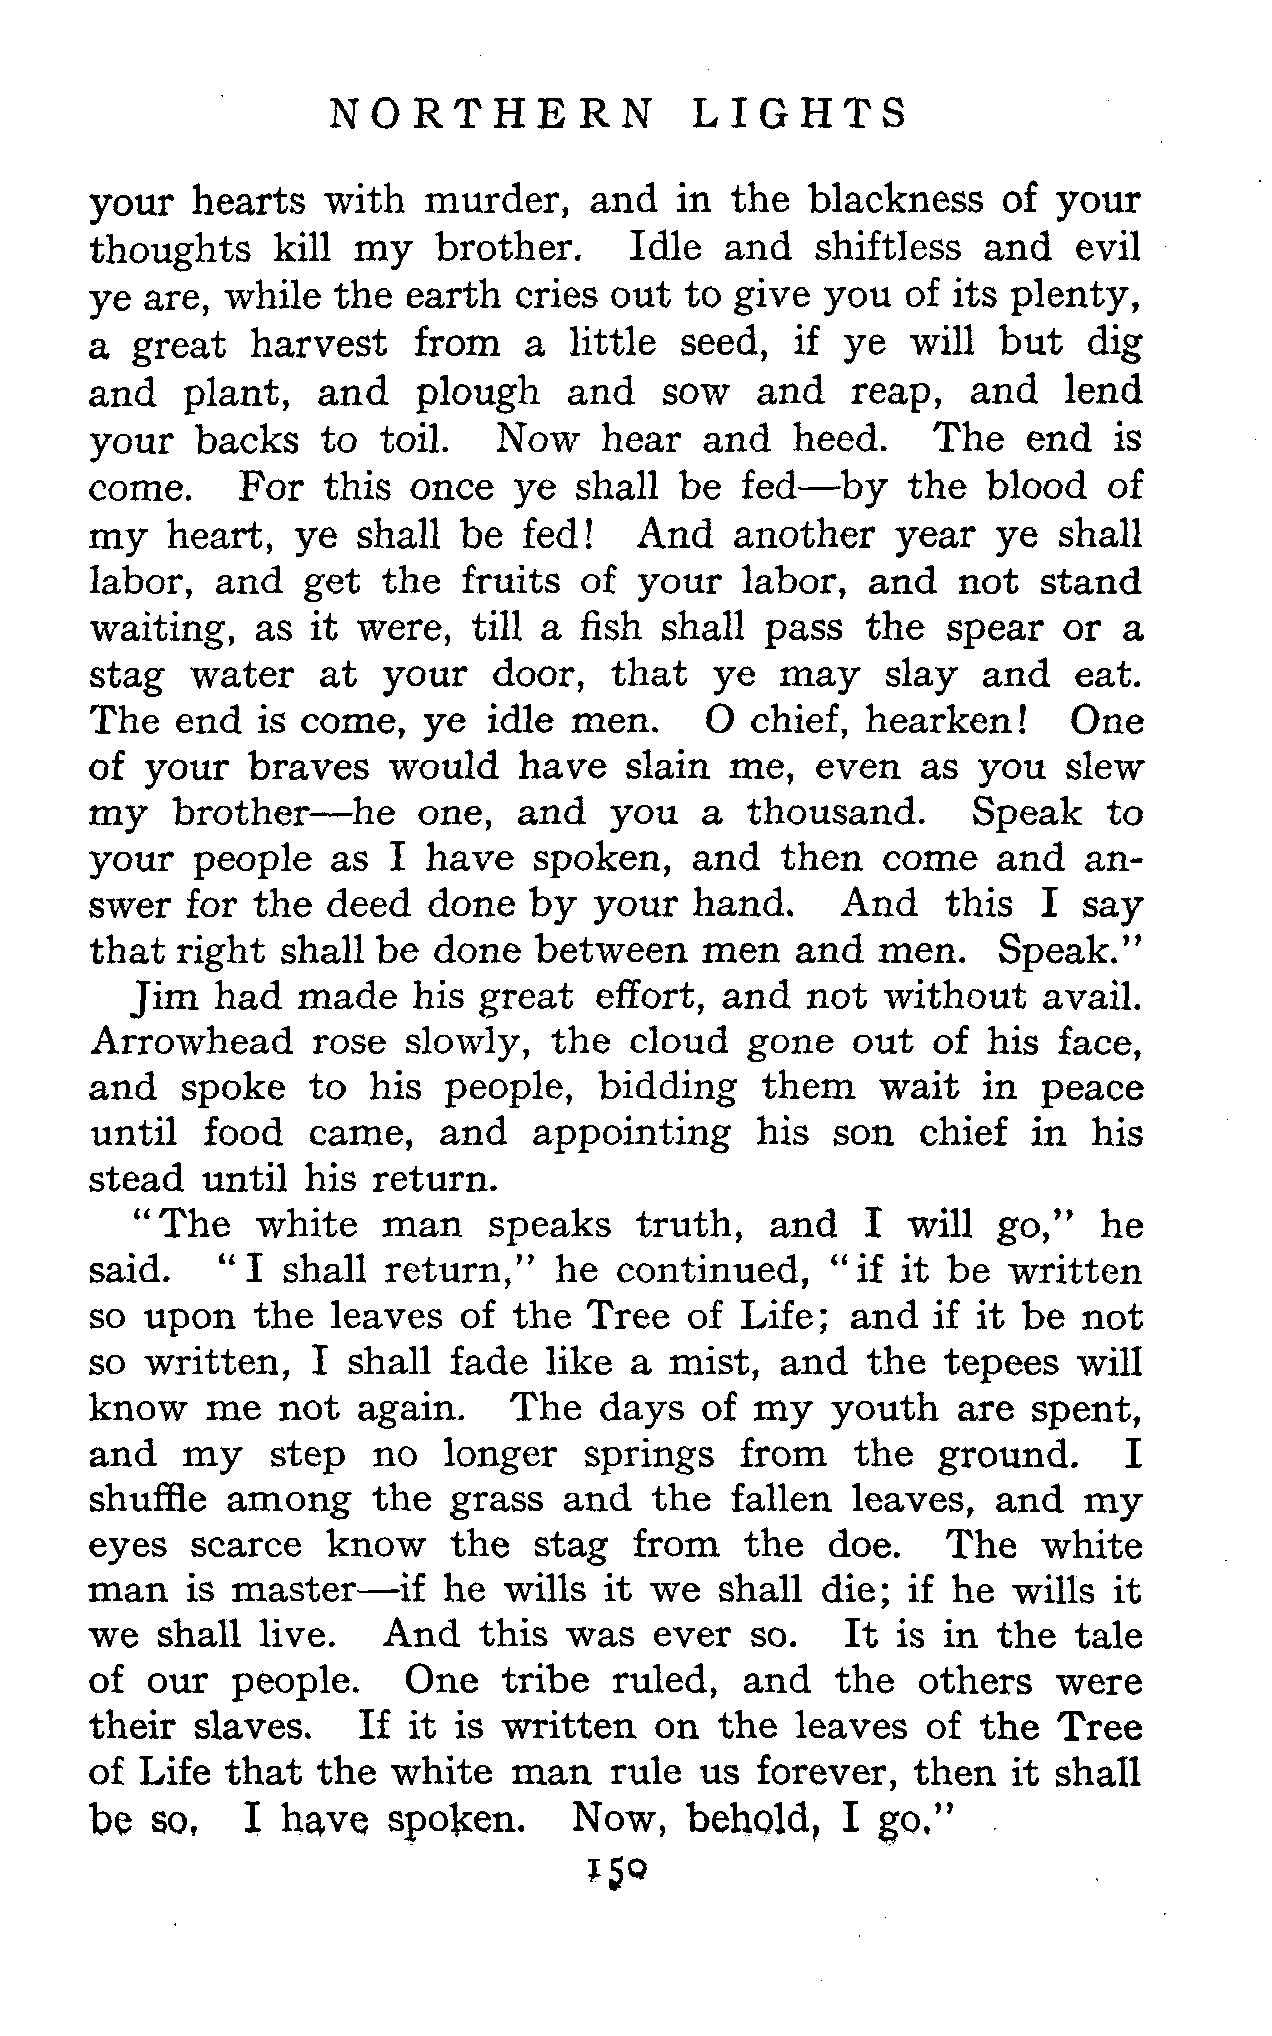 NORTHERN LIGHTS
your hearts with murder, and in the blackness of your
thoughts kill my brother. Idle and shiftless and evil
ye are, while the earth cries out to give you of its plenty,
a great harvest from a little seed, if ye will but dig
and plant, and plough and sow and reap, and lend
your backs to toil. Now hear and heed. The end is
come. For this once ye shall be fed—by the blood of
my heart, ye shall be fed! And another year ye shall
labor, and get the fruits of your labor, and not stand
waiting, as it were, till a fish shall pass the spear or a
stag water at your door, that ye may slay and eat.
The end is come, ye idle men. O chief, hearken! One
of your braves would have slain me, even as you slew
my brother—he one, and you a thousand. Speak to
your people as I have spoken, and then come and an-
swer for the deed done by your hand. And this I say
that right shall be done between men and men. Speak."
Jim had made his great effort, and not without avail.
Arrowhead rose slowly, the cloud gone out of his face,
and spoke to his people, bidding them wait in peace
until food came, and appointing his son chief in his
stead until his return.
"The white man speaks truth, and I will go," he
said. "I shall return," he continued, "if it be written
so upon the leaves of the Tree of Life; and if it be not
so written, I shall fade like a mist, and the tepees will
know me not again. The days of my youth are spent,
and my step no longer springs from the ground. I
shuffle among the grass and the fallen leaves, and my
eyes scarce know the stag from the doe. The white
man is master—if he wills it we shall die; if he wills it
we shall live. And this was ever so. It is in the tale
of our people. One tribe ruled, and the others were
their slaves. If it is written on the leaves of the Tree
of Life that the white man rule us forever, then it shall
be so. I have spoken. Now, behold, I go."
150